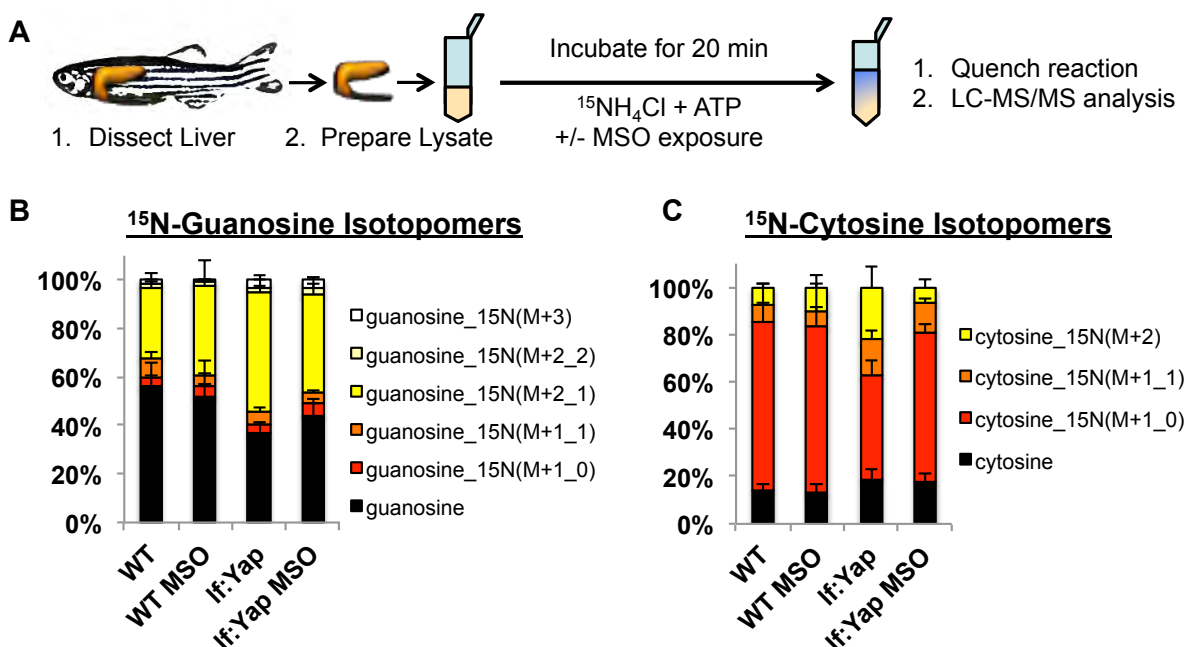 A
1. Dissect Liver
2. Prepare Lysate
Incubate for 20 min
¹⁵NH₄Cl + ATP
+/- MSO exposure
1. Quench reaction
2. LC-MS/MS analysis
B
¹⁵N-Guanosine Isotopomers
100%
80%
60%
40%
20%
0%
WT
WT MSO
lf:Yap
lf:Yap MSO
guanosine_15N(M+3)
guanosine_15N(M+2_2)
guanosine_15N(M+2_1)
guanosine_15N(M+1_1)
guanosine_15N(M+1_0)
guanosine
C
¹⁵N-Cytosine Isotopomers
100%
80%
60%
40%
20%
0%
WT
WT MSO
lf:Yap
lf:Yap MSO
cytosine_15N(M+2)
cytosine_15N(M+1_1)
cytosine_15N(M+1_0)
cytosine